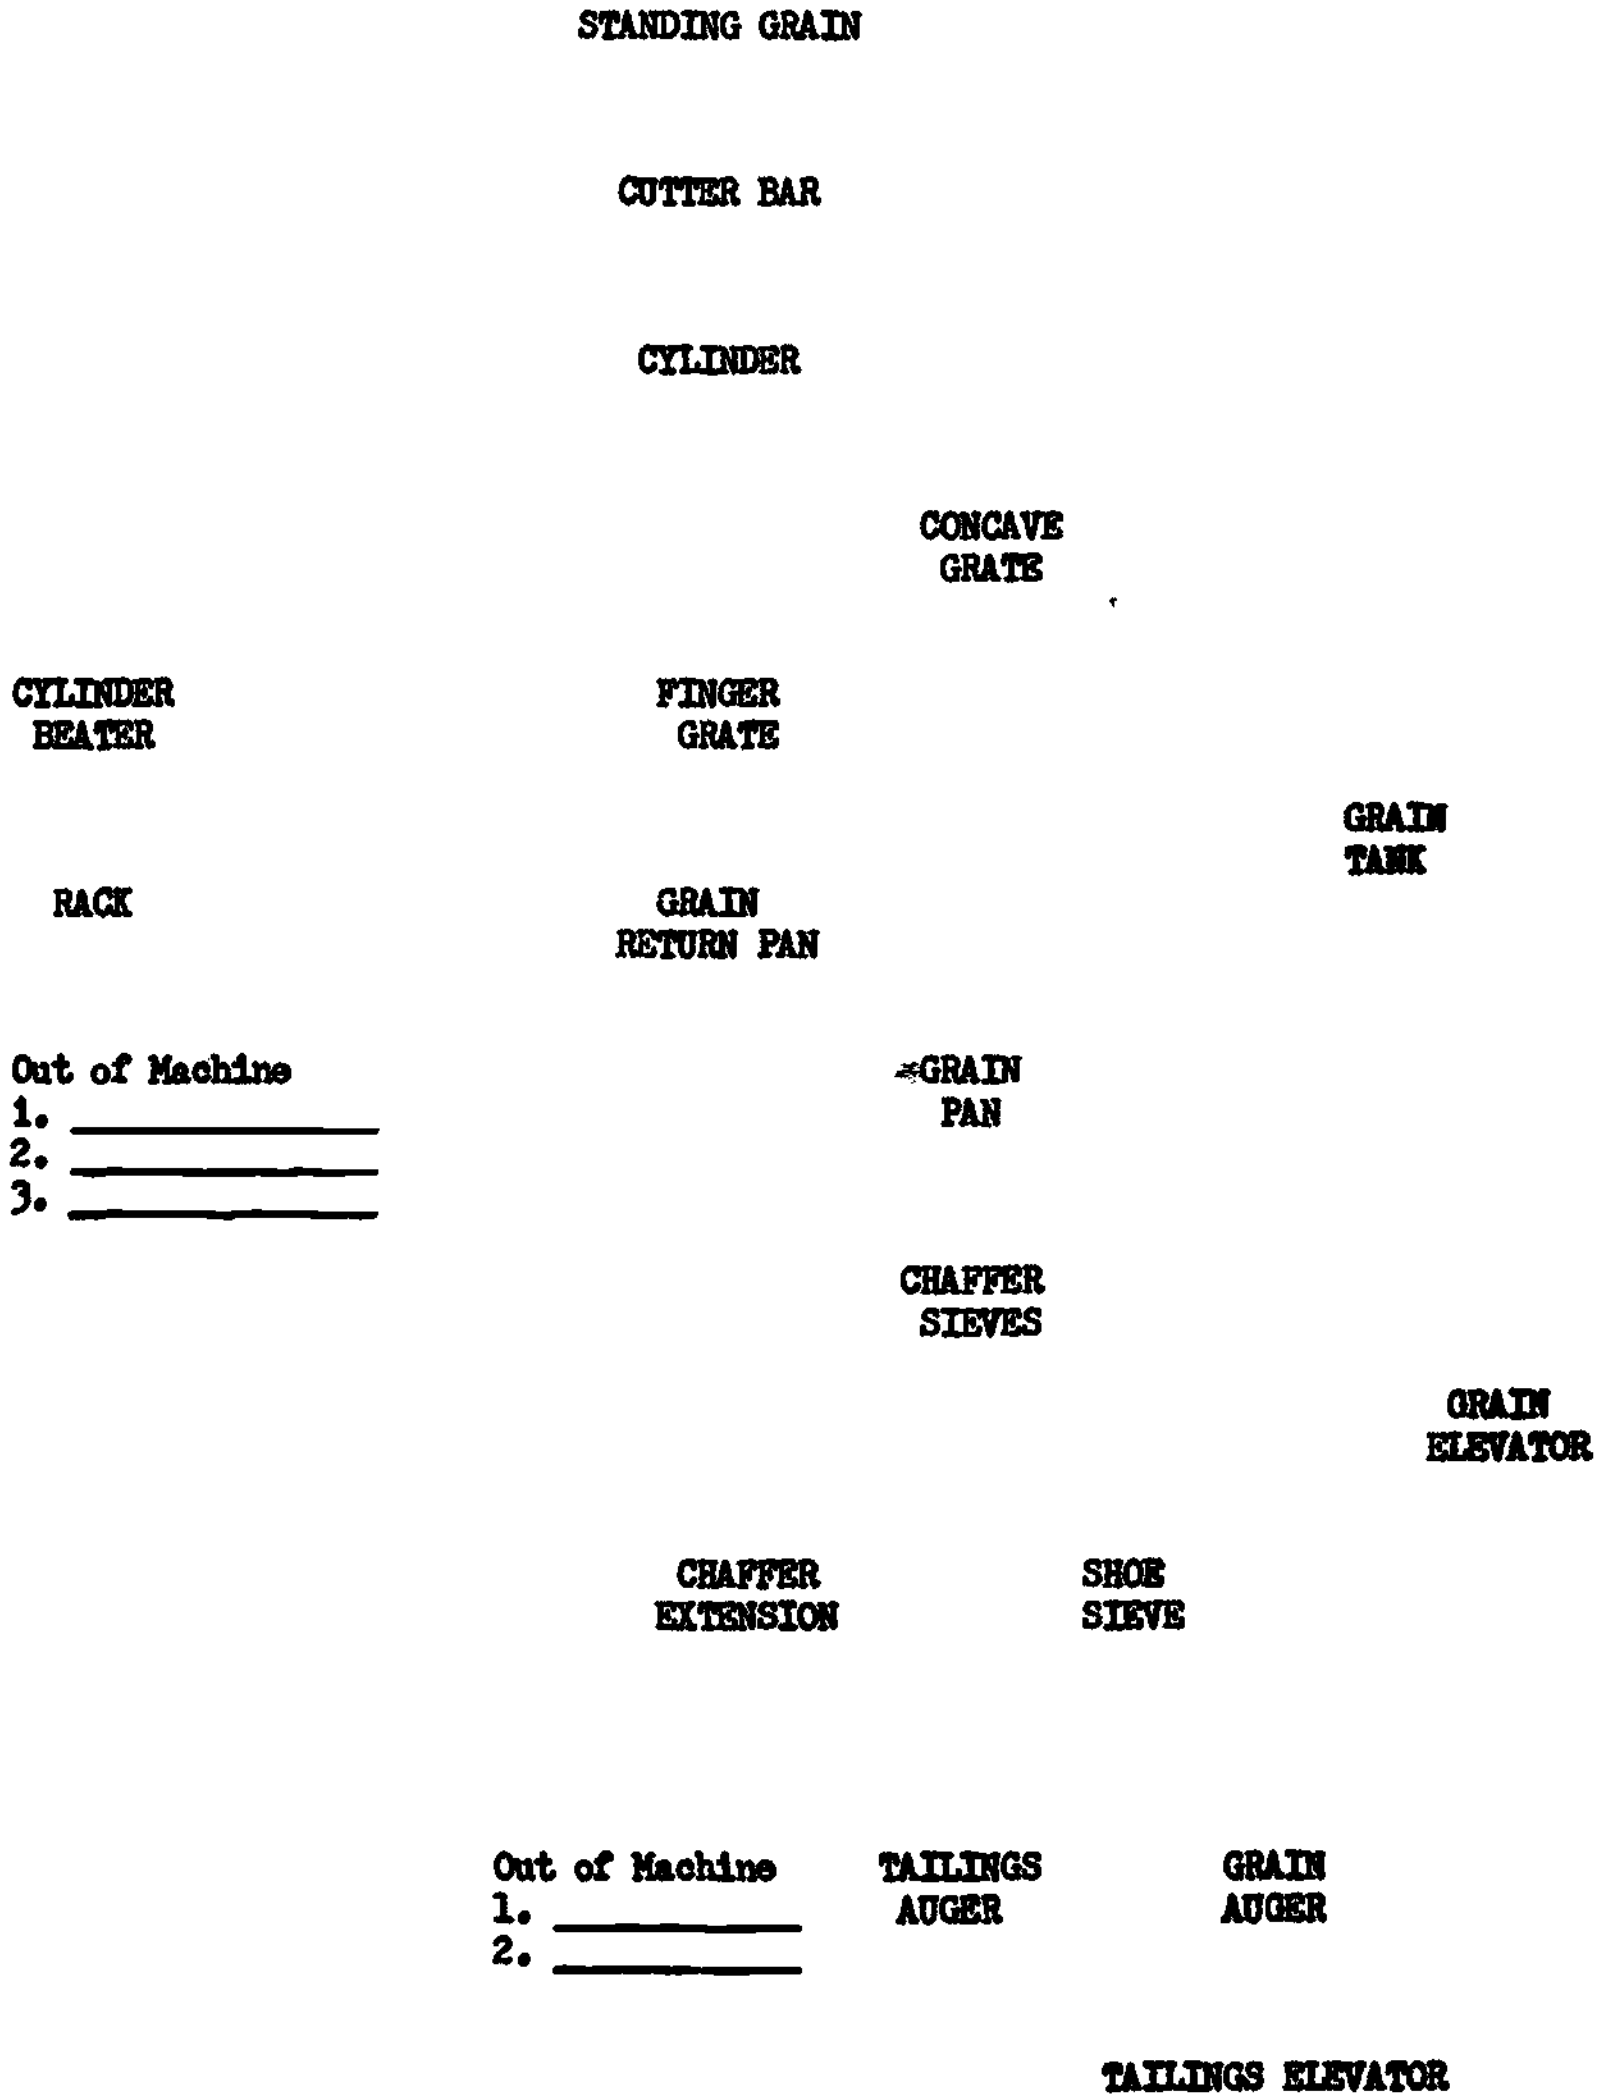 STANDING GRAIN
CUTTER BAR
CYLINDER
CONCAVE
GRATE
CYLINDER
BEATER
FINGER
GRATE
GRAIN
TANK
RACK
GRAIN
RETURN PAN
Out of Machine
1.
2.
3.
GRAIN
PAN
CHAFFER
SIEVES
GRAIN
ELEVATOR
CHAFFER
EXTENSION
SHOE
SIEVE
Out of Machine
1.
2.
TAILINGS
AUGER
GRAIN
AUGER
TAILINGS ELEVATOR